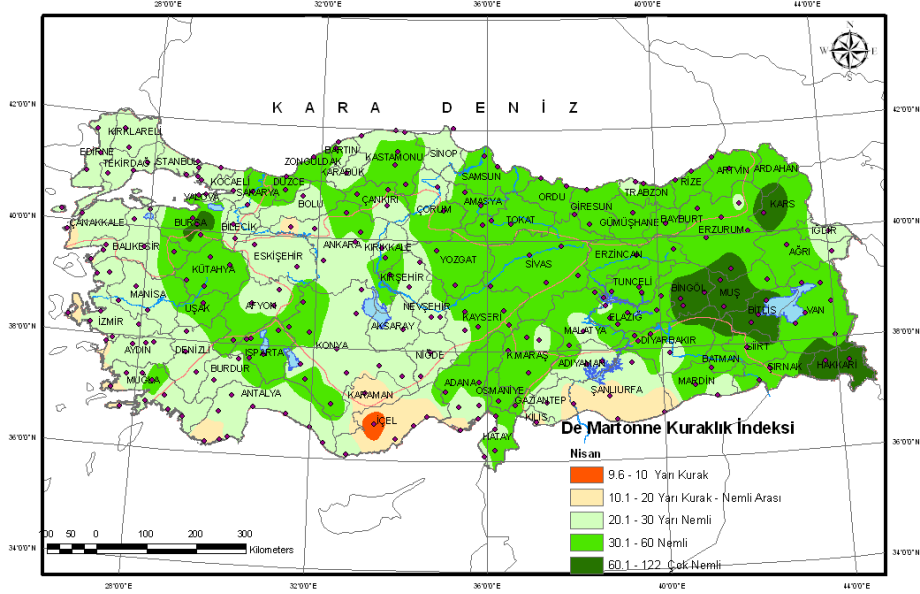 32°0'0"E 36°0'0"E 40°0'0"E 44°0'0"E
N
W E
S
42°0'0"N 42°0'0"N
K A R A D E N İ Z
KIRKLARELİ
EDİRNE
TEKİRDAĞ İSTANBUL
KOCAELİ
YALOVA SAKARYA DÜZCE
ZONGULDAK BARTIN
KARABÜK
KASTAMONU SİNOP
SAMSUN
ORDU
GİRESUN
TRABZON
RİZE
ARTVİN ARDAHAN
KARS
40°0'0"N 40°0'0"N
ÇANAKKALE
BURSA
BİLECİK
BOLU
ÇANKIRI
ÇORUM
AMASYA
TOKAT
GÜMÜŞHANE BAYBURT
ERZURUM
IĞDIR
AĞRI
BALIKESİR
ESKİŞEHİR
ANKARA KIRIKKALE
YOZGAT
SİVAS
ERZİNCAN
KÜTAHYA
KIRŞEHİR
TUNCELİ
BİNGÖL
MUŞ
MANİSA
UŞAK
AFYON
NEVŞEHİR
KAYSERİ
ELAZIĞ
BİTLİS VAN
İZMİR
AKSARAY
MALATYA
38°0'0"N 38°0'0"N
AYDIN DENİZLİ
ISPARTA
KONYA
NİĞDE
K.MARAŞ
ADIYAMAN
DİYARBAKIR
SİİRT
BATMAN
ŞIRNAK
HAKKARİ
MUĞLA
BURDUR
ANTALYA
KARAMAN
ADANA
OSMANİYE
GAZİANTEP
ŞANLIURFA
MARDİN
İÇEL
KİLİS
HATAY
36°0'0"N 36°0'0"N
De Martonne Kuraklık İndeksi
Nisan
9.6 - 10 Yarı Kurak
10.1 - 20 Yarı Kurak - Nemli Arası
20.1 - 30 Yarı Nemli
30.1 - 60 Nemli
60.1 - 122 Çok Nemli
00 50 0 100 200 300
Kilometers
34°0'0"N 34°0'0"N
28°0'0"E 32°0'0"E 36°0'0"E 40°0'0"E 44°0'0"E